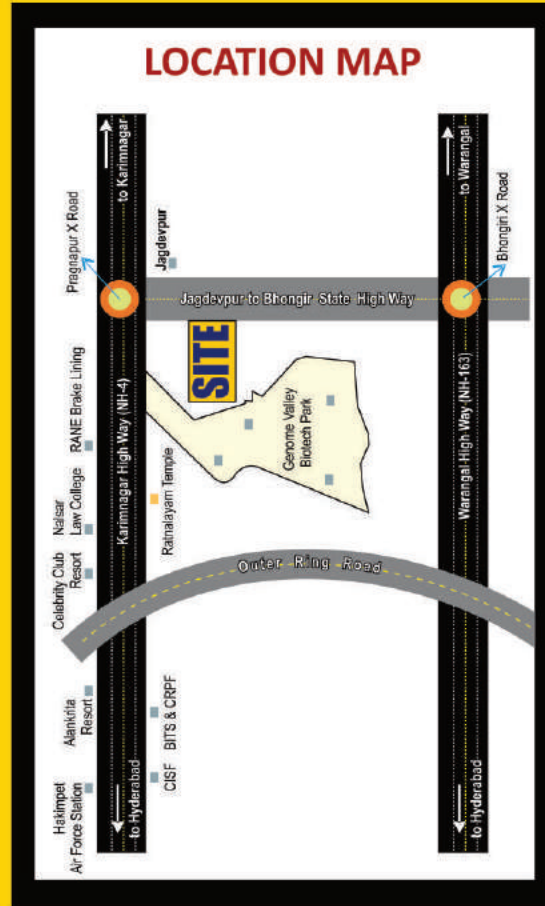 LOCATION MAP
to Karimnagar
to Warangal
Pragnapur X Road
Jagdevpur
Bhongiri X Road
Jagdevpur to Bhongir State High Way
SITE
RANE Brake Lining
Karimnagar High Way (NH-4)
Genome Valley
Biotech Park
Warangal High Way (NH-163)
Nalsar
Law College
Ratnalayam Temple
Celebrity Club
Resort
Outer Ring Road
Alankrita
Resort
BITS & CRPF
CISF
Hakimpet
Air Force Station
to Hyderabad
to Hyderabad